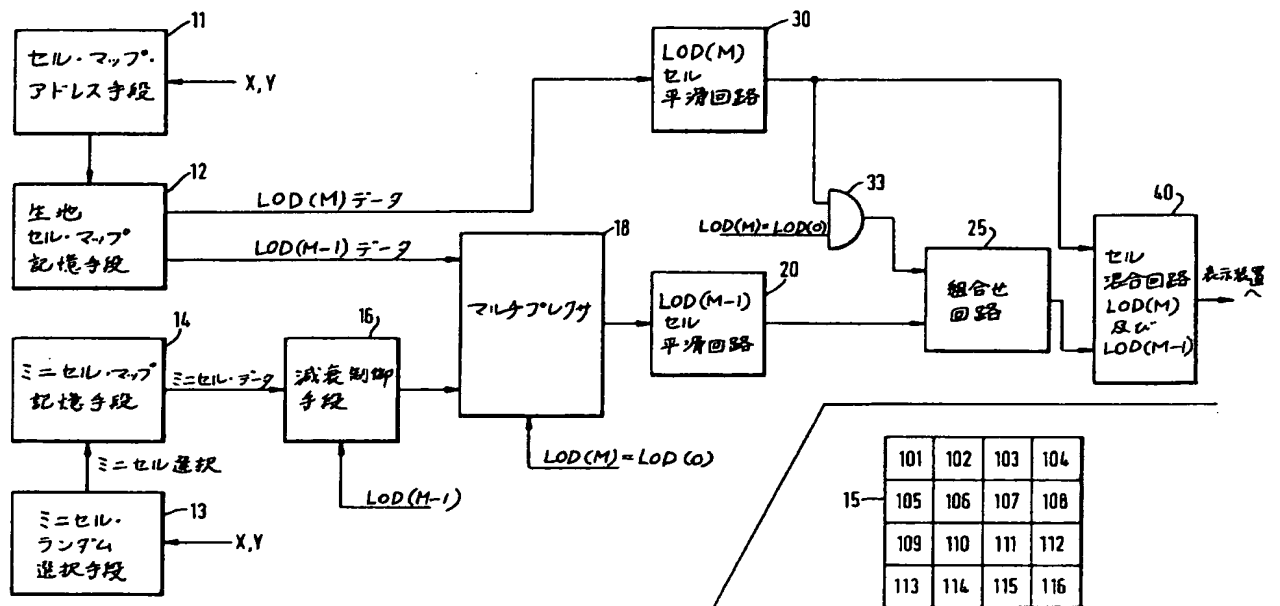 11
セル・マップ・
アドレス手段
X,Y
12
生地
セル・マップ
記憶手段
LOD(M)データ
LOD(M-1)データ
14
ミニセル・マップ
記憶手段
ミニセル・データ
ミニセル選択
13
ミニセル・
ランダム
選択手段
X,Y
16
減衰制御
手段
LOD(M-1)
18
マルチプレクサ
LOD(M)=LOD(0)
30
LOD(M)
セル
平滑回路
33
LOD(M)=LOD(0)
20
LOD(M-1)
セル
平滑回路
25
組合せ
回路
40
セル
混合回路
LOD(M)
及び
LOD(M-1)
表示装置
へ
15
101 102 103 104
105 106 107 108
109 110 111 112
113 114 115 116